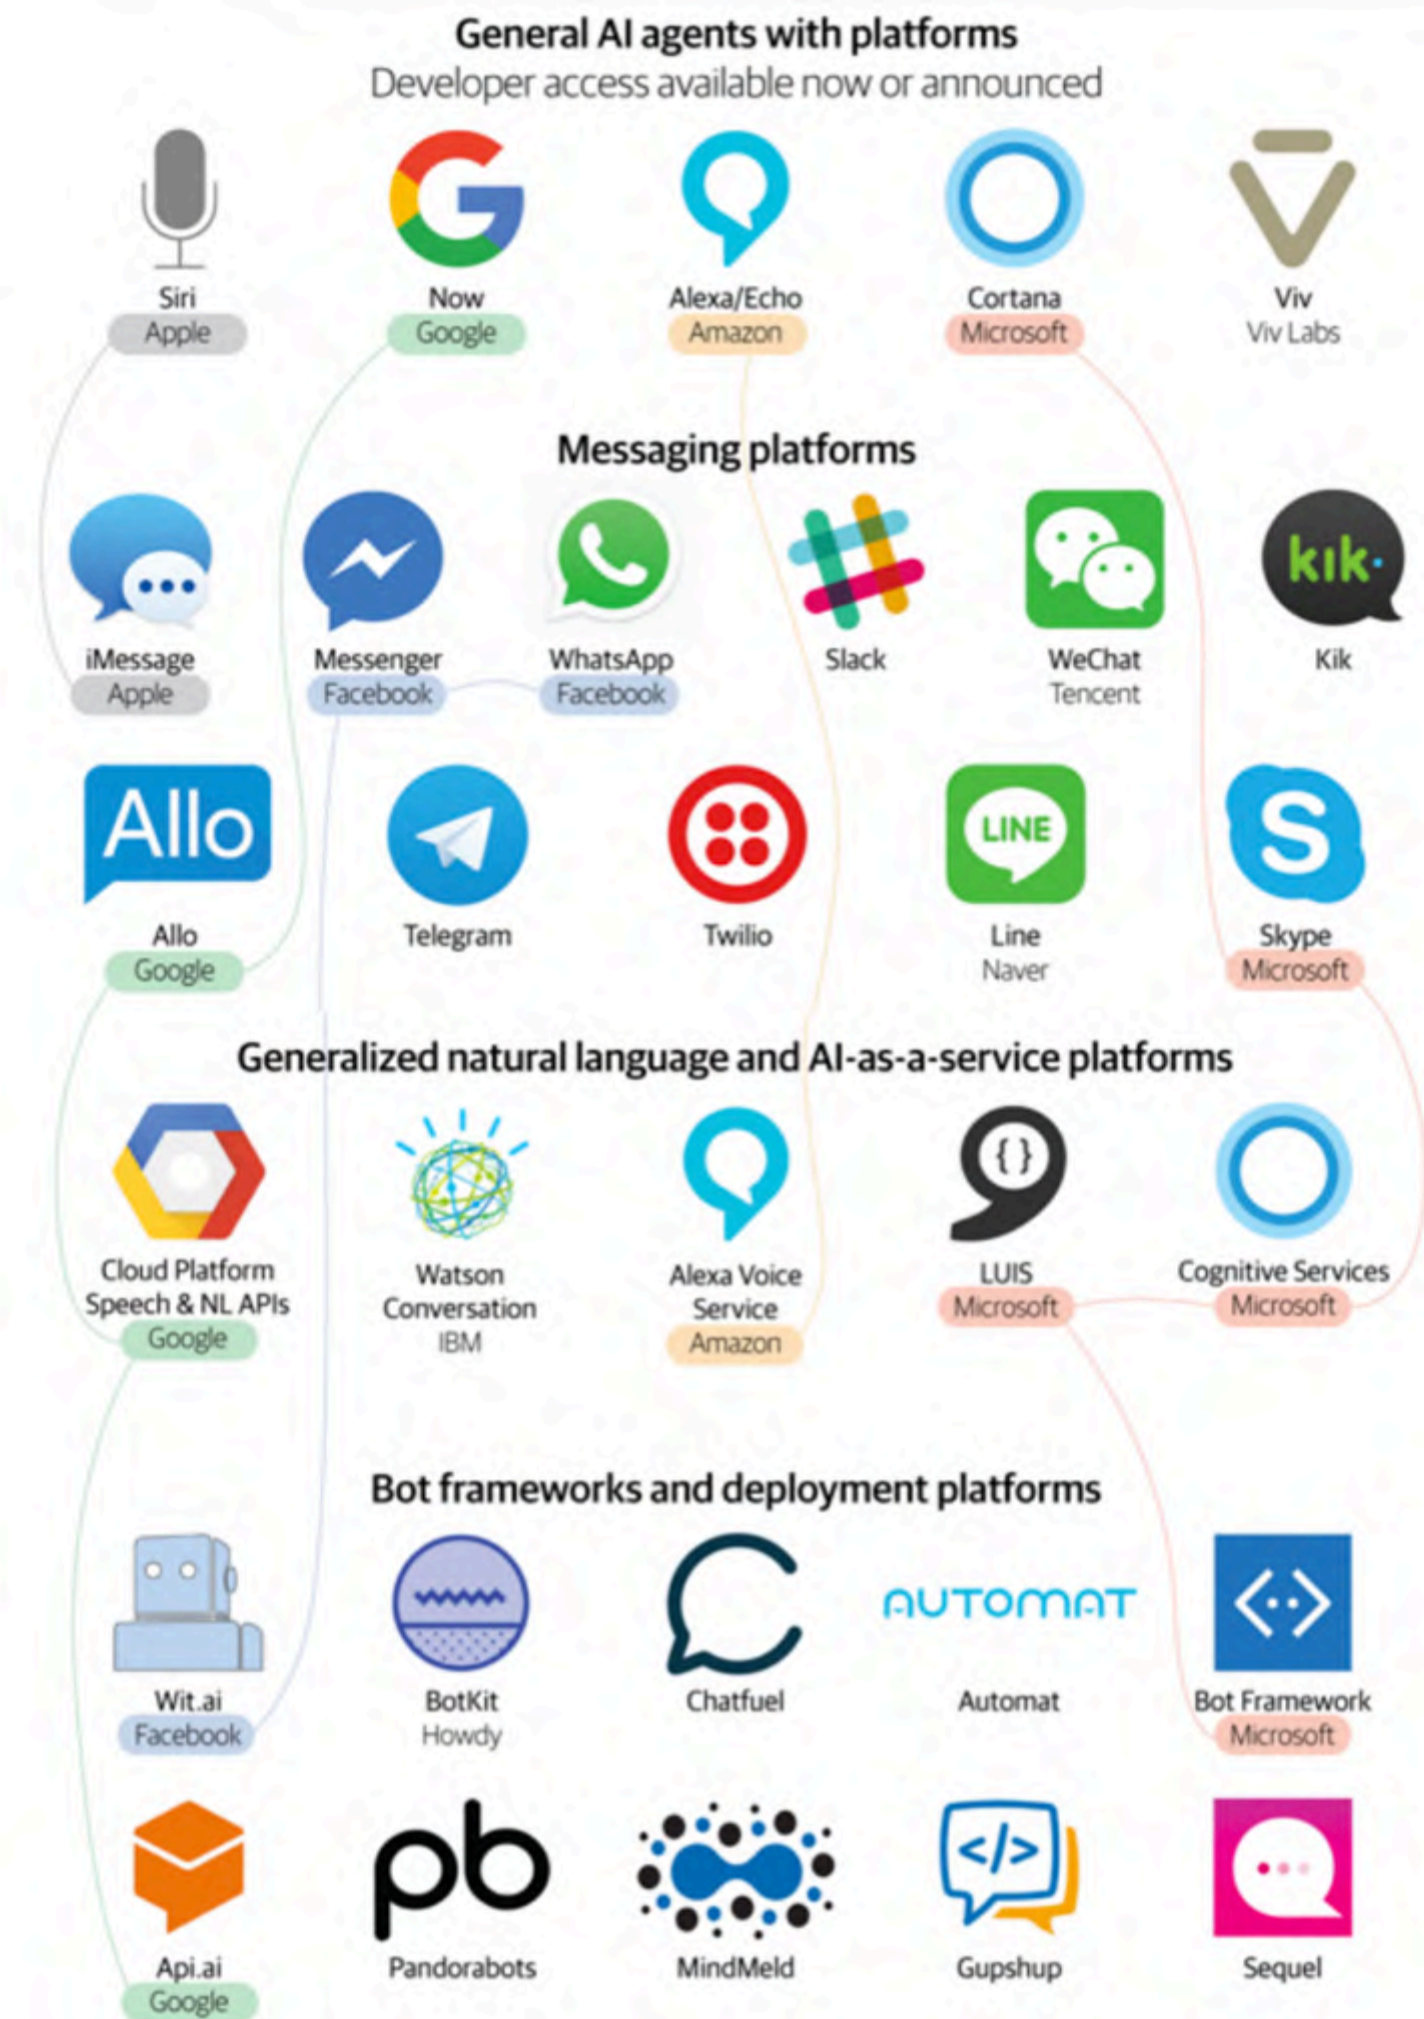 General AI agents with platforms
Developer access available now or announced
Siri
Apple
Now
Google
Alexa/Echo
Amazon
Cortana
Microsoft
Viv
Viv Labs
Messaging platforms
kik
iMessage
Apple
Messenger
Facebook
WhatsApp
Facebook
Slack
WeChat
Tencent
Kik
Allo
LINE
S
Allo
Google
Telegram
Twilio
Line
Naver
Skype
Microsoft
Generalized natural language and AI-as-a-service platforms
{}
Cloud Platform
Speech & NL APIs
Google
Watson
Conversation
IBM
Alexa Voice
Service
Amazon
LUIS
Microsoft
Cognitive Services
Microsoft
Bot frameworks and deployment platforms
AUTOMAT
Wit.ai
Facebook
BotKit
Howdy
Chatfuel
Automat
Bot Framework
Microsoft
pb
</>
Api.ai
Google
Pandorabots
MindMeld
Gupshup
Sequel